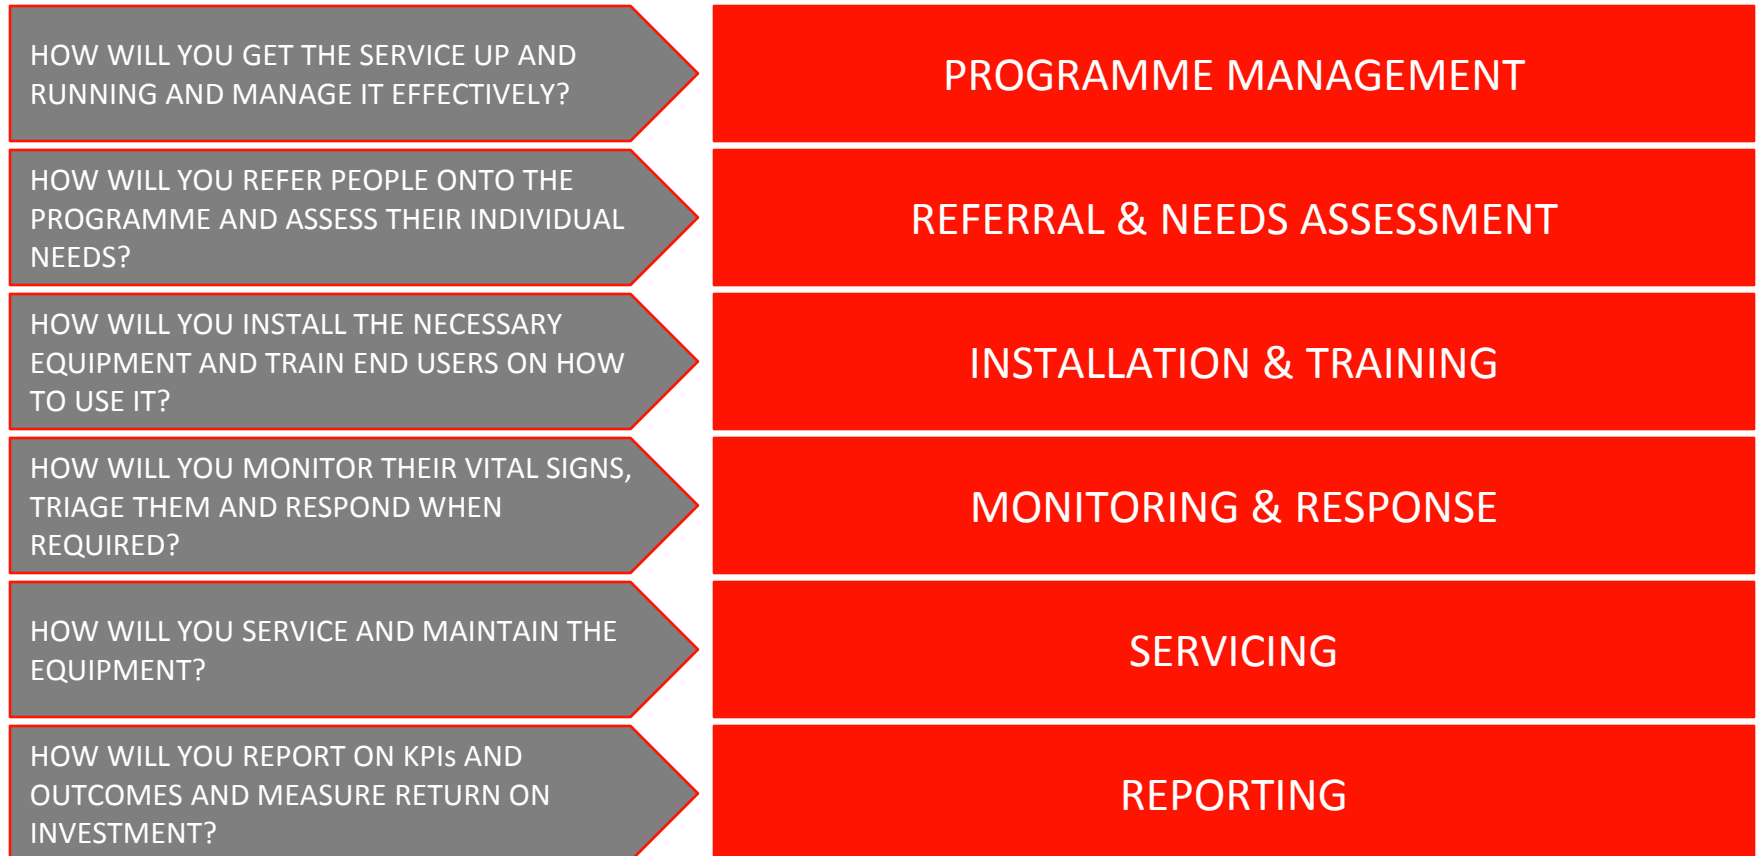 HOW WILL YOU GET THE SERVICE UP AND
RUNNING AND MANAGE IT EFFECTIVELY?
PROGRAMME MANAGEMENT
HOW WILL YOU REFER PEOPLE ONTO THE
PROGRAMME AND ASSESS THEIR INDIVIDUAL
NEEDS?
REFERRAL & NEEDS ASSESSMENT
HOW WILL YOU INSTALL THE NECESSARY
EQUIPMENT AND TRAIN END USERS ON HOW
TO USE IT?
INSTALLATION & TRAINING
HOW WILL YOU MONITOR THEIR VITAL SIGNS,
TRIAGE THEM AND RESPOND WHEN
REQUIRED?
MONITORING & RESPONSE
HOW WILL YOU SERVICE AND MAINTAIN THE
EQUIPMENT?
SERVICING
HOW WILL YOU REPORT ON KPIs AND
OUTCOMES AND MEASURE RETURN ON
INVESTMENT?
REPORTING